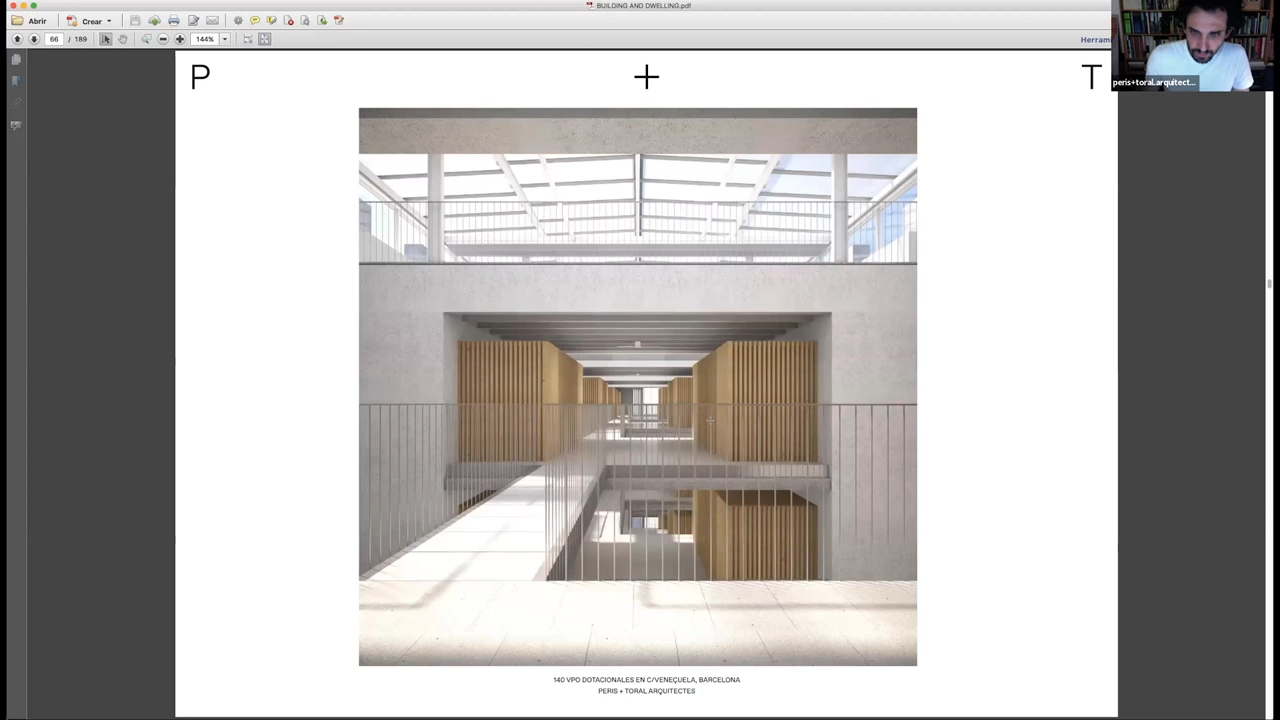 BUILDING AND DWELLING.pdf
Abrir
Crear
66 / 189
144%
Herrami
peris+toral.arquitect...
P + T
140 VPO DOTACIONALES EN C/VENEÇUELA, BARCELONA
PERIS + TORAL ARQUITECTES